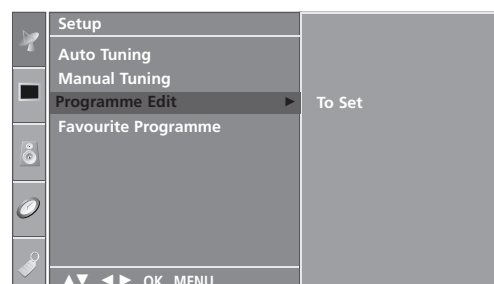 Setup
Auto Tuning
Manual Tuning
Programme Edit ► To Set
Favourite Programme
▲▼ ◄► OK MENU